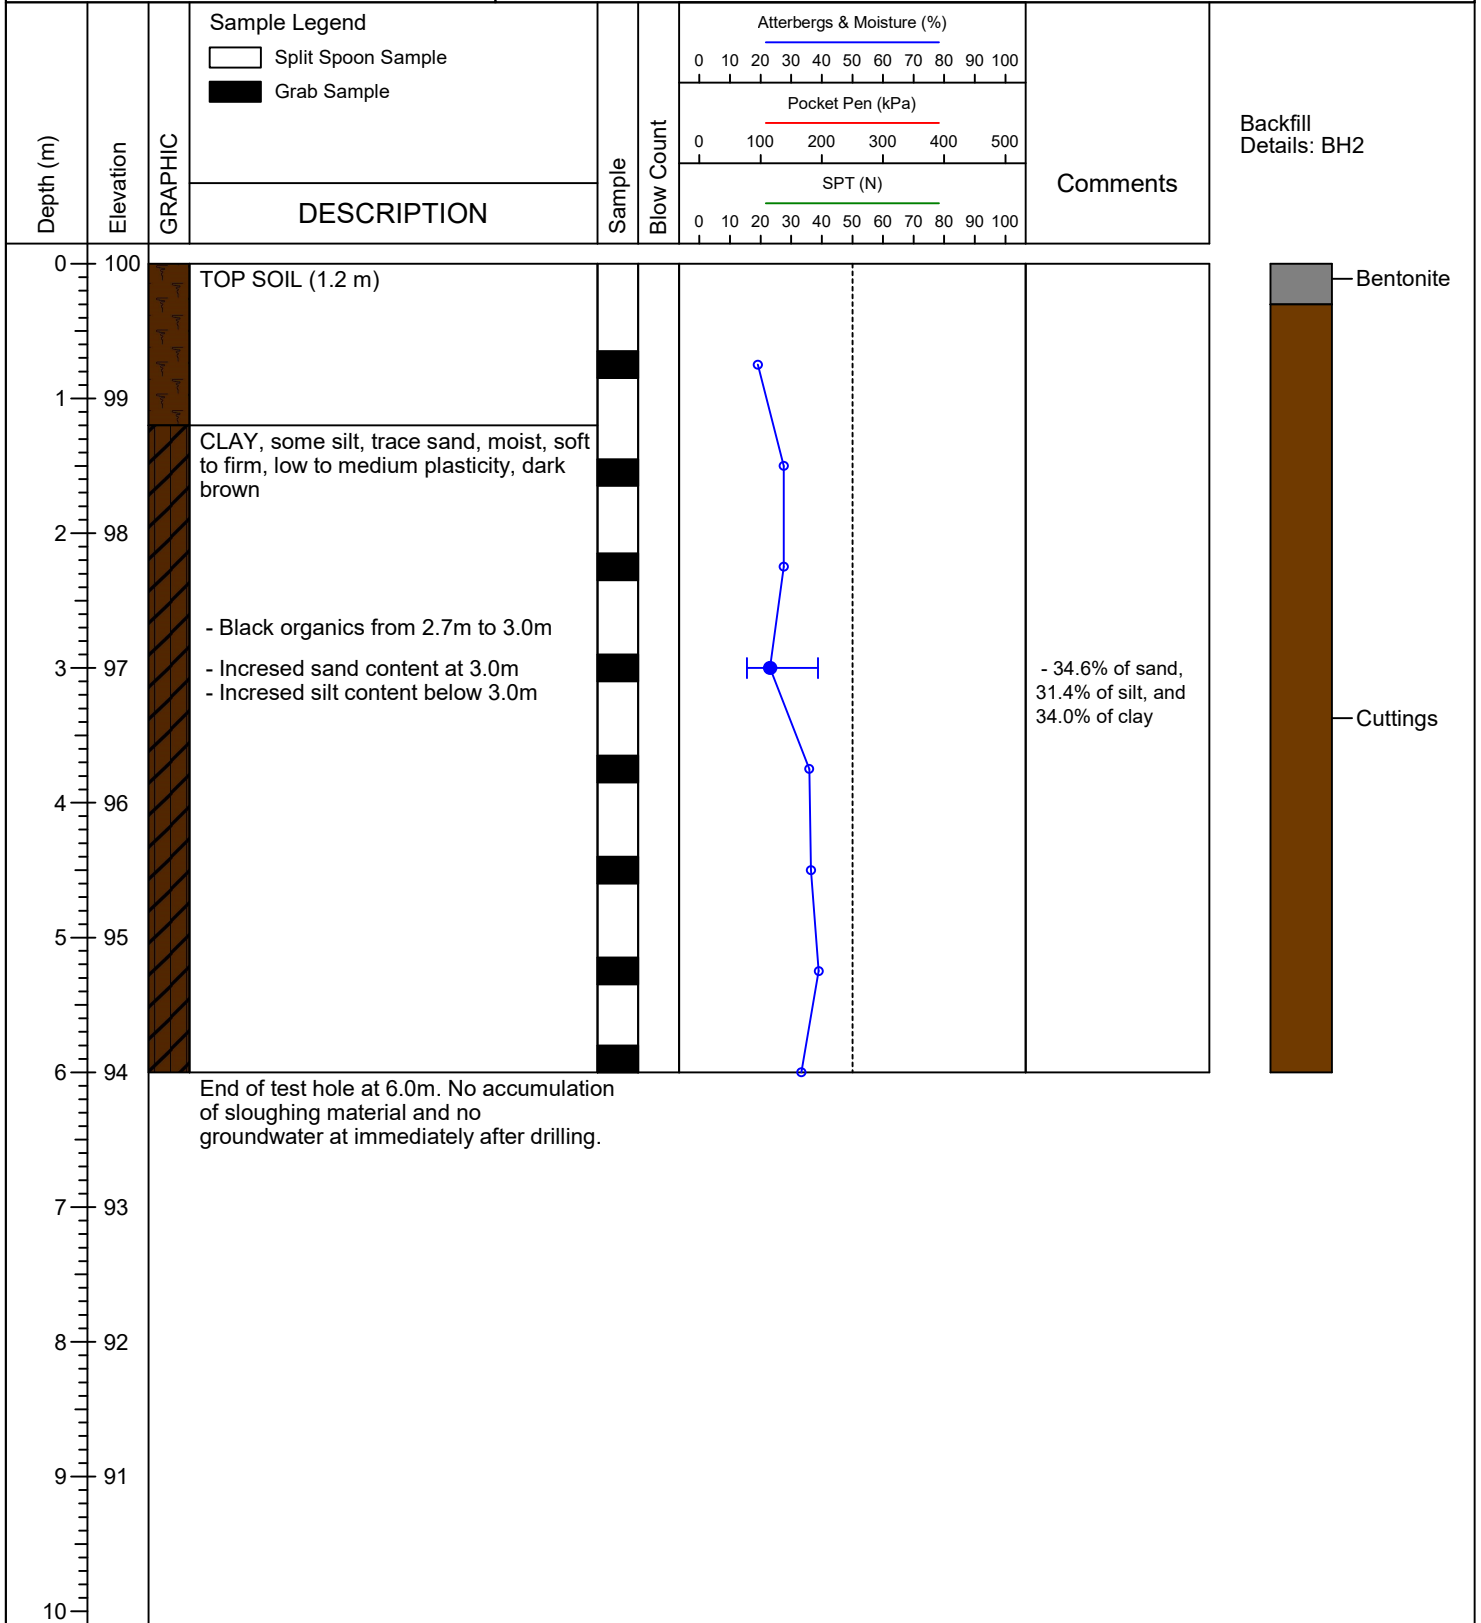 Sample Legend
Split Spoon Sample
Grab Sample
Depth (m)
Elevation
GRAPHIC
DESCRIPTION
Sample
Blow Count
Atterbergs & Moisture (%)
0 10 20 30 40 50 60 70 80 90 100
Pocket Pen (kPa)
0 100 200 300 400 500
SPT (N)
0 10 20 30 40 50 60 70 80 90 100
Comments
Backfill
Details: BH2
0 100
TOP SOIL (1.2 m)
Bentonite
1 99
CLAY, some silt, trace sand, moist, soft
to firm, low to medium plasticity, dark
brown
2 98
- Black organics from 2.7m to 3.0m
3 97
- Incresed sand content at 3.0m
- Incresed silt content below 3.0m
- 34.6% of sand,
31.4% of silt, and
34.0% of clay
Cuttings
4 96
5 95
6 94
End of test hole at 6.0m. No accumulation
of sloughing material and no
groundwater at immediately after drilling.
7 93
8 92
9 91
10